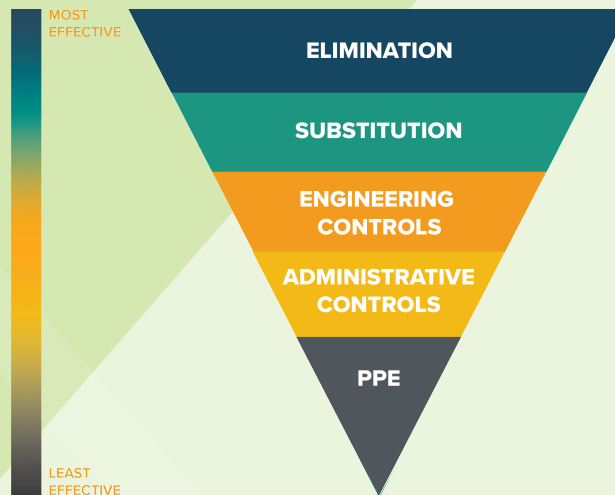 MOST
EFFECTIVE
ELIMINATION
SUBSTITUTION
ENGINEERING
CONTROLS
ADMINISTRATIVE
CONTROLS
PPE
LEAST
EFFECTIVE